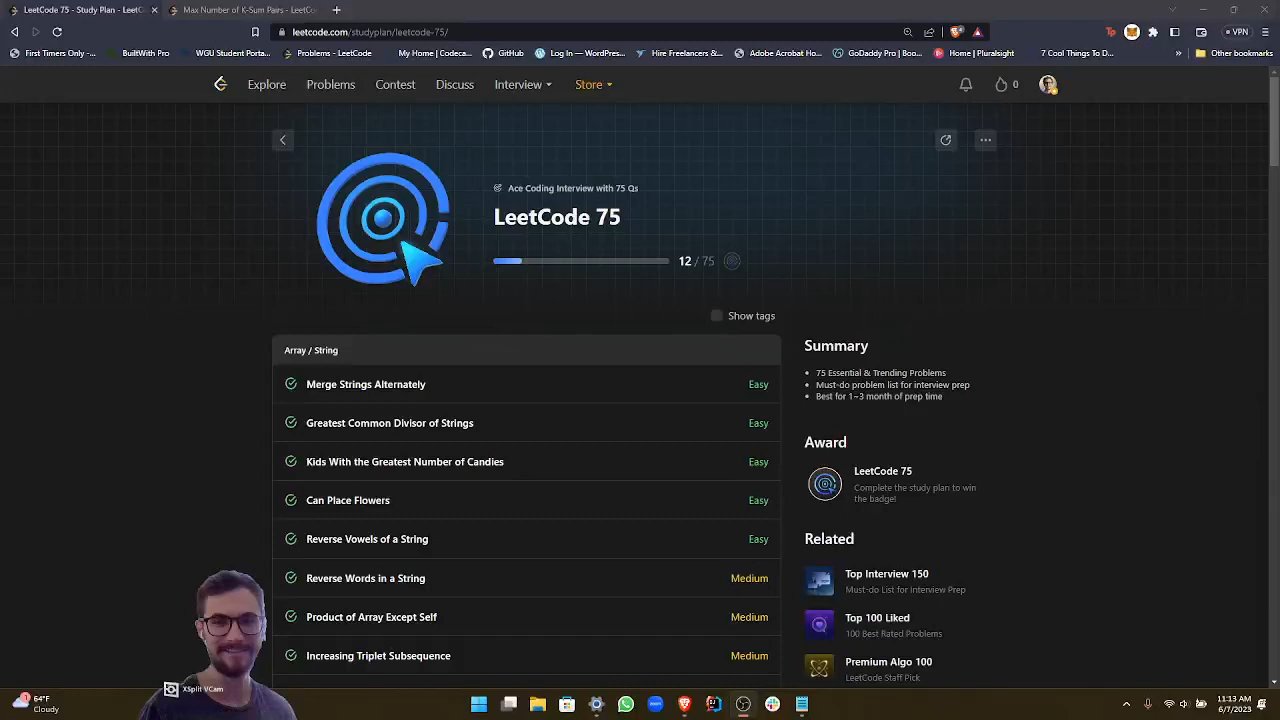 LeetCode 75 - Study Plan - LeetCo
Max Number of K-Sum Pairs - LeetCo
leetcode.com/studyplan/leetcode-75/
VPN
First Times Only -...
BuiltWith Pro
WGU Student Portal...
Problems - LeetCode
My Home | Codeca...
GitHub
Log In — WordPre...
Hire Freelancers &...
Adobe Acrobat Ho...
GoDaddy Pro | Boo...
Home | Pluralsight
7 Cool Things To D...
Other bookmarks
Explore
Problems
Contest
Discuss
Interview
Store
0
Ace Coding Interview with 75 Qs
LeetCode 75
12 / 75
Show tags
Array / String
Merge Strings Alternately
Easy
Greatest Common Divisor of Strings
Easy
Kids With the Greatest Number of Candies
Easy
Can Place Flowers
Easy
Reverse Vowels of a String
Easy
Reverse Words in a String
Medium
Product of Array Except Self
Medium
Increasing Triplet Subsequence
Medium
Summary
75 Essential & Trending Problems
Must-do problem list for interview prep
Best for 1~3 month of prep time
Award
LeetCode 75
Complete the study plan to win
the badge!
Related
Top Interview 150
Must-do List for Interview Prep
Top 100 Liked
100 Best Rated Problems
Premium Algo 100
LeetCode Staff Pick
XSplit VCam
64°F
Cloudy
11:13 AM
6/7/2023